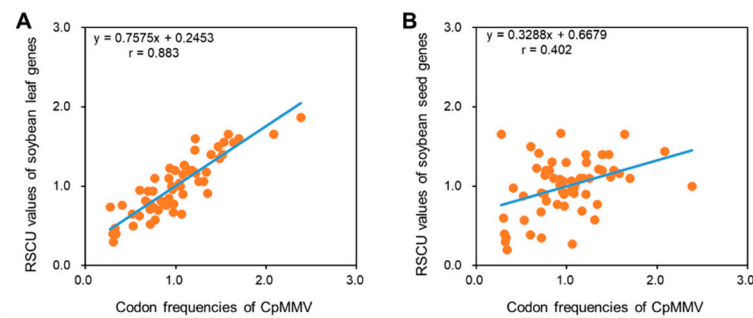 A
3.0
y = 0.7575x + 0.2453
r = 0.883
2.0
1.0
0.0
RSCU values of soybean leaf genes
0.0 1.0 2.0 3.0
Codon frequencies of CpMMV
B
3.0
y = 0.3288x + 0.6679
r = 0.402
2.0
1.0
0.0
RSCU values of soybean seed genes
0.0 1.0 2.0 3.0
Codon frequencies of CpMMV